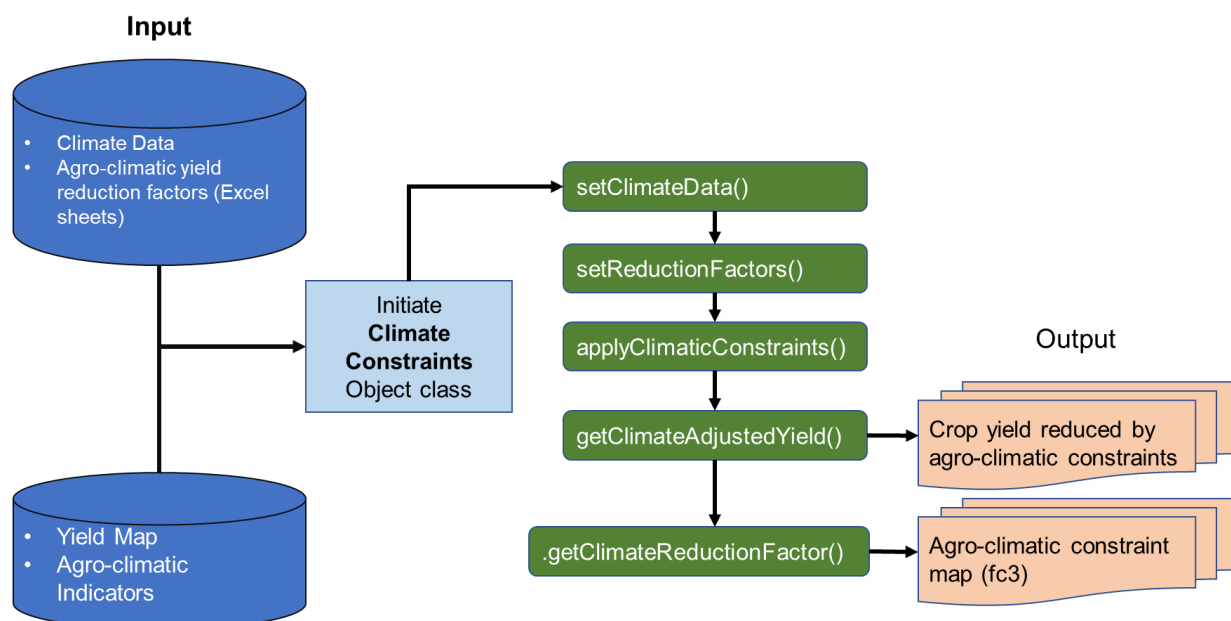 Input
• Climate Data
• Agro-climatic yield
reduction factors (Excel
sheets)
Initiate
Climate
Constraints
Object class
• Yield Map
• Agro-climatic
Indicators
setClimateData()
setReductionFactors()
applyClimaticConstraints()
getClimateAdjustedYield()
.getClimateReductionFactor()
Output
Crop yield reduced by
agro-climatic constraints
Agro-climatic constraint
map (fc3)